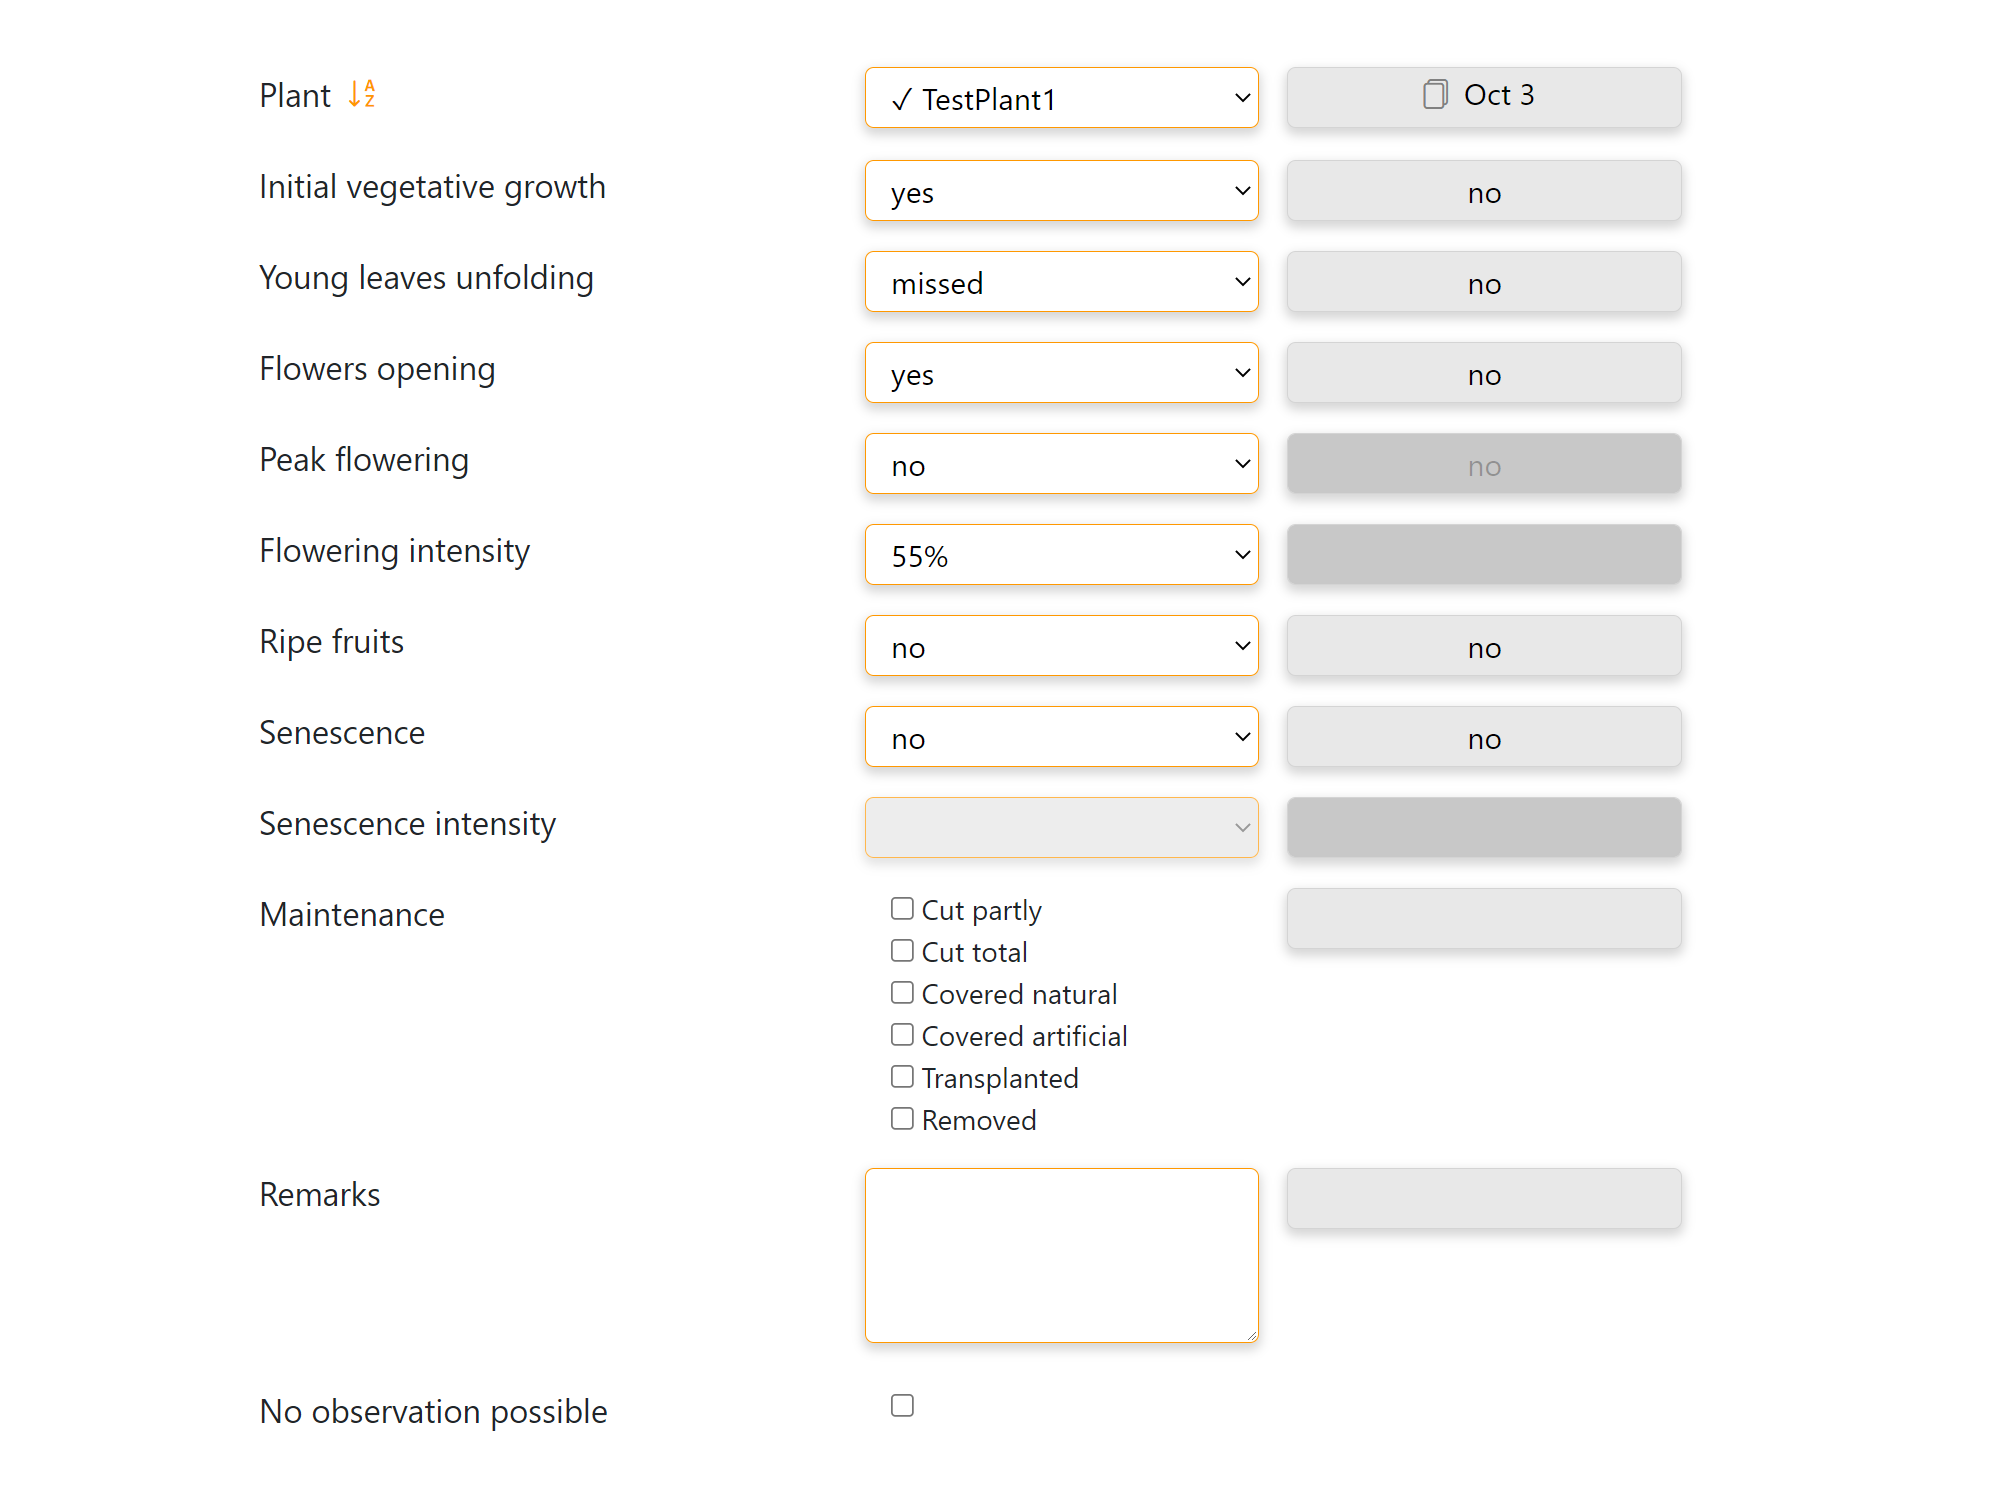 Plant A Z ✓ TestPlant1 Oct 3
Initial vegetative growth yes no
Young leaves unfolding missed no
Flowers opening yes no
Peak flowering no no
Flowering intensity 55%
Ripe fruits no no
Senescence no no
Senescence intensity
Maintenance Cut partly
Cut total
Covered natural
Covered artificial
Transplanted
Removed
Remarks
No observation possible